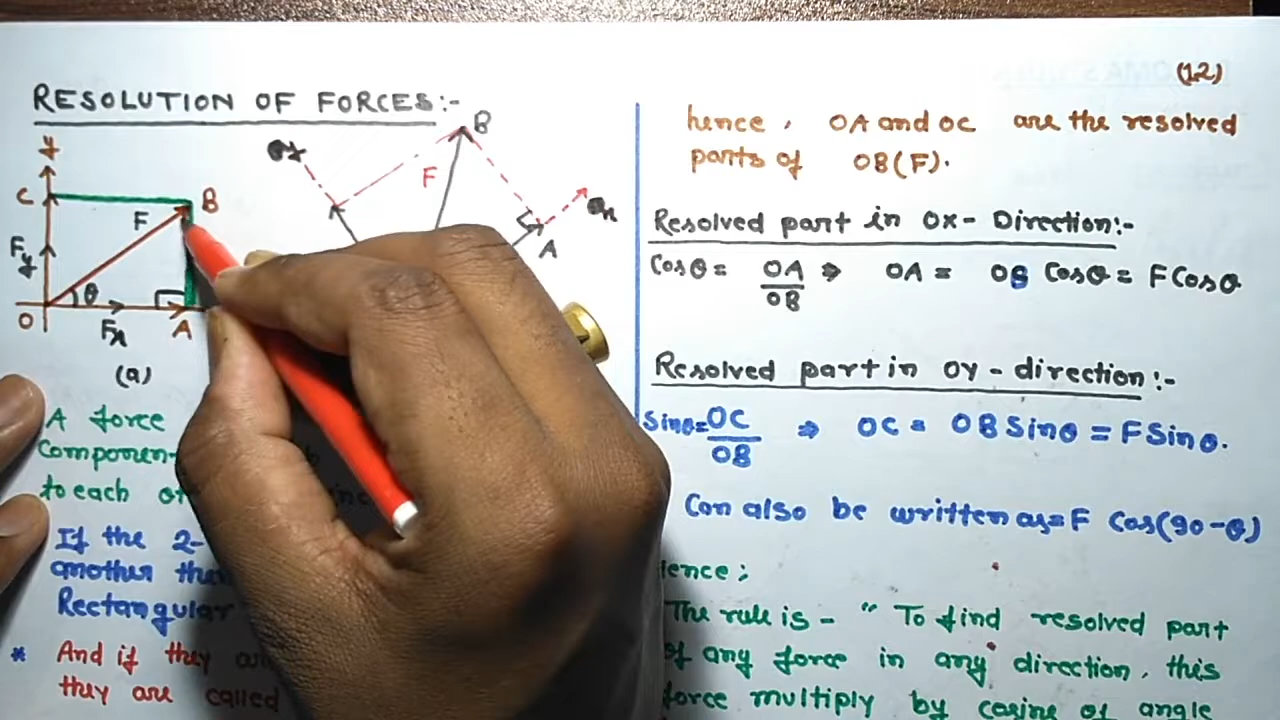 (12)
RESOLUTION OF FORCES:-
y
C
B
F
Fy
θ
O
Fx
A
(a)
B
F
A
A force
Componen
to each ot
If the 2-
another the
Rectangular
* And if they a
they are called
hence, OA and OC are the resolved
parts of OB(F).
Resolved part in OX- Direction:-
Cosθ = OA/OB ⇒ OA = OB Cosθ = F Cosθ
Resolved part in OY-direction:-
Sinθ = OC/OB ⇒ OC = OB Sinθ = F Sinθ.
Can also be written as = F Cos(90-θ)
ence;
The rule is - " To find resolved part
of any force in any direction, this
force multiply by cosine of angle